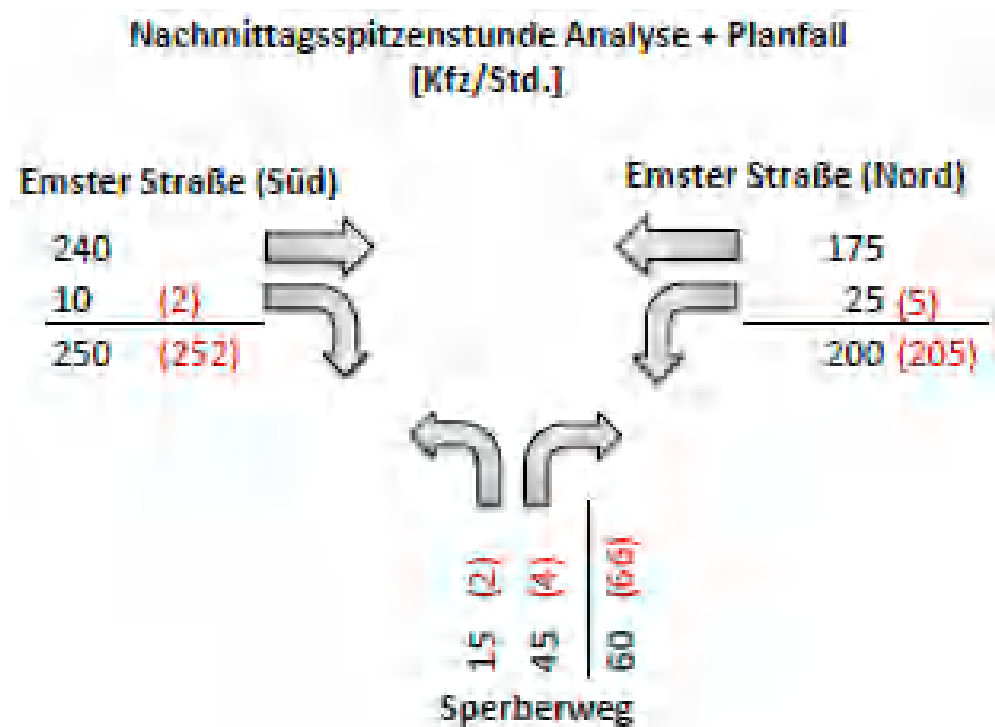 Nachmittagsspitzenstunde Analyse + Planfall
[Kfz/Std.]
Emster Straße (Süd)
240
10 (2)
250 (252)
Emster Straße (Nord)
175
25 (5)
200 (205)
15 (2)
45 (4)
60 (66)
Sperberweg